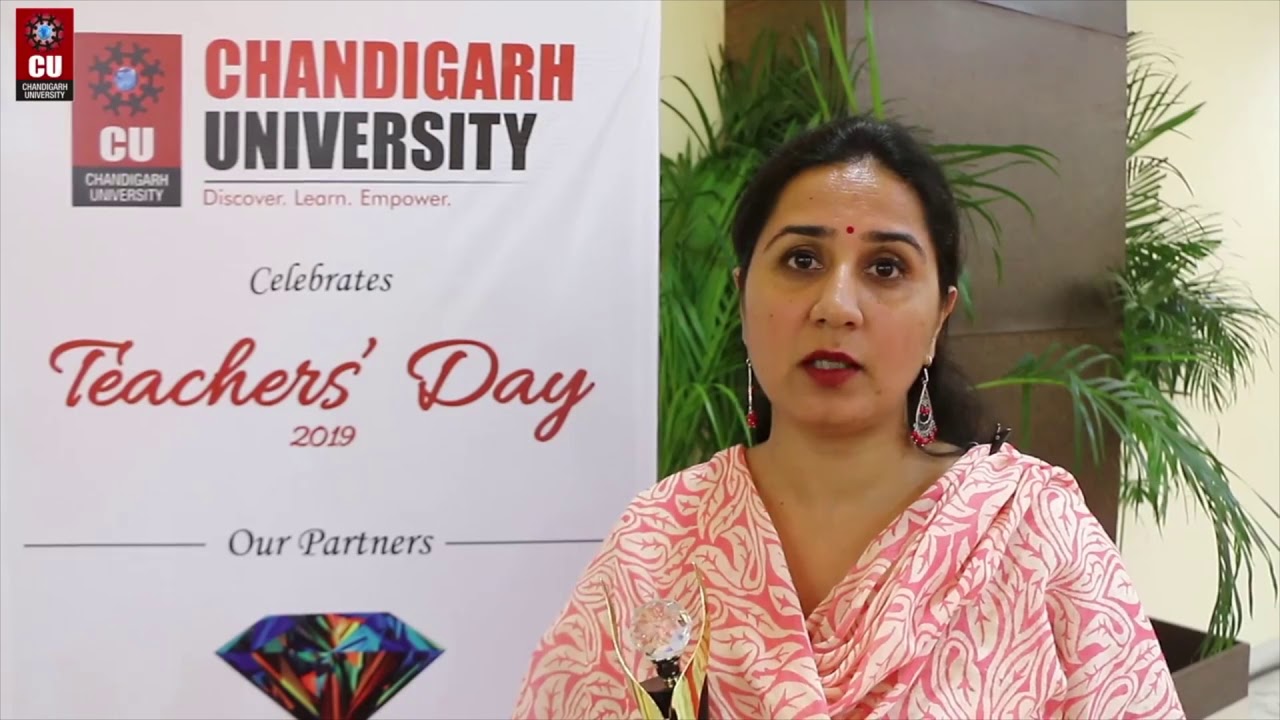 CU
CHANDIGARH
UNIVERSITY
CU
CHANDIGARH
UNIVERSITY
CHANDIGARH
UNIVERSITY
Discover. Learn. Empower.
Celebrates
Teachers' Day
2019
Our Partners